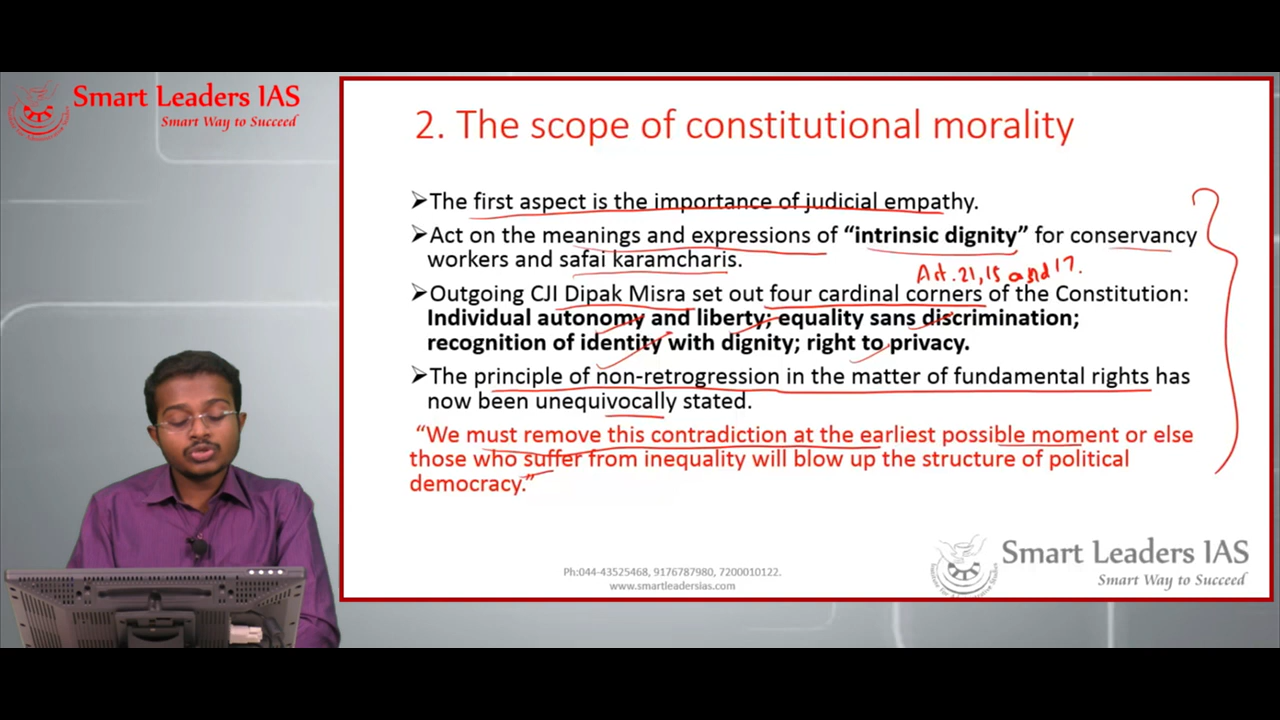 Smart Leaders IAS
Smart Way to Succeed
2. The scope of constitutional morality
➢The first aspect is the importance of judicial empathy.
➢Act on the meanings and expressions of “intrinsic dignity” for conservancy
workers and safai karamcharis.
Art. 21, 15 and 17.
➢Outgoing CJI Dipak Misra set out four cardinal corners of the Constitution:
Individual autonomy and liberty; equality sans discrimination;
recognition of identity with dignity; right to privacy.
➢The principle of non-retrogression in the matter of fundamental rights has
now been unequivocally stated.
“We must remove this contradiction at the earliest possible moment or else
those who suffer from inequality will blow up the structure of political
democracy.”
Smart Leaders IAS
Smart Way to Succeed
Ph:044-43525468, 9176787980, 7200010122.
www.smartleadersias.com